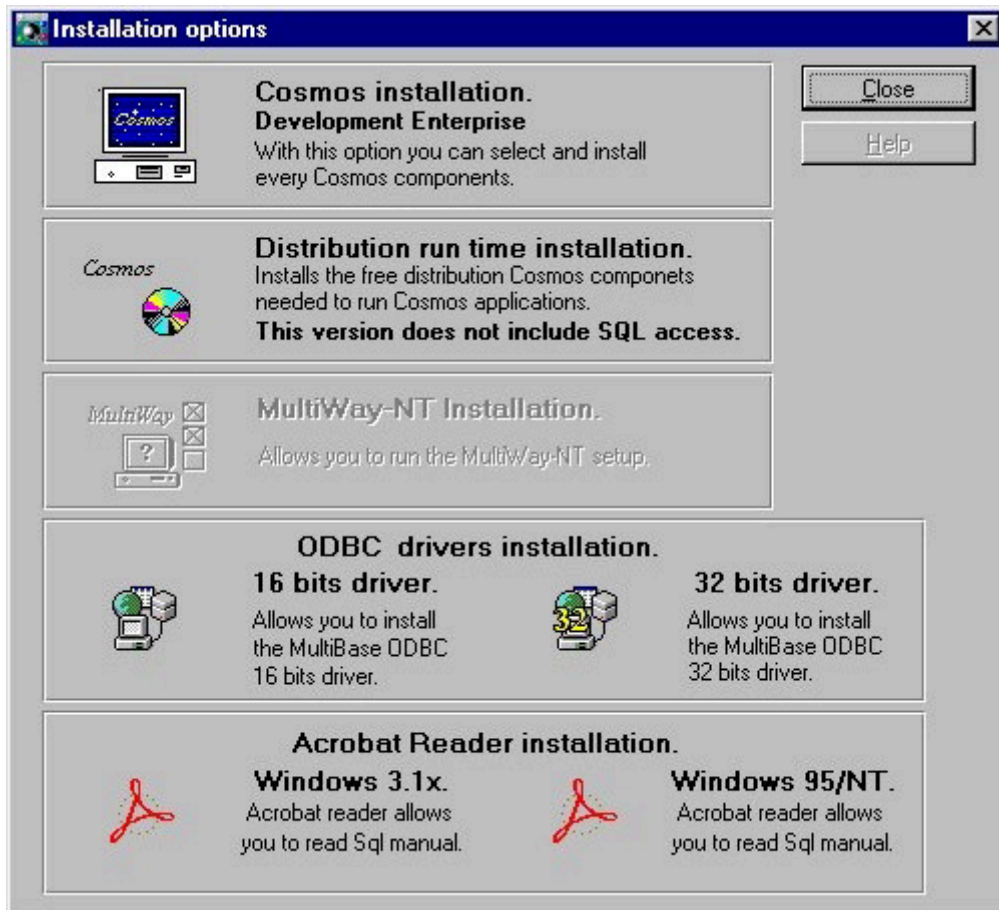 Installation options
Cosmos
Cosmos installation.
Development Enterprise
With this option you can select and install
every Cosmos components.
Close
Help
Cosmos
Distribution run time installation.
Installs the free distribution Cosmos componets
needed to run Cosmos applications.
This version does not include SQL access.
MultiWay
?
MultiWay-NT Installation.
Allows you to run the MultiWay-NT setup.
ODBC drivers installation.
16 bits driver.
Allows you to install
the MultiBase ODBC
16 bits driver.
32
32 bits driver.
Allows you to install
the MultiBase ODBC
32 bits driver.
Acrobat Reader installation.
Windows 3.1x.
Acrobat reader allows
you to read Sql manual.
Windows 95/NT.
Acrobat reader allows
you to read Sql manual.